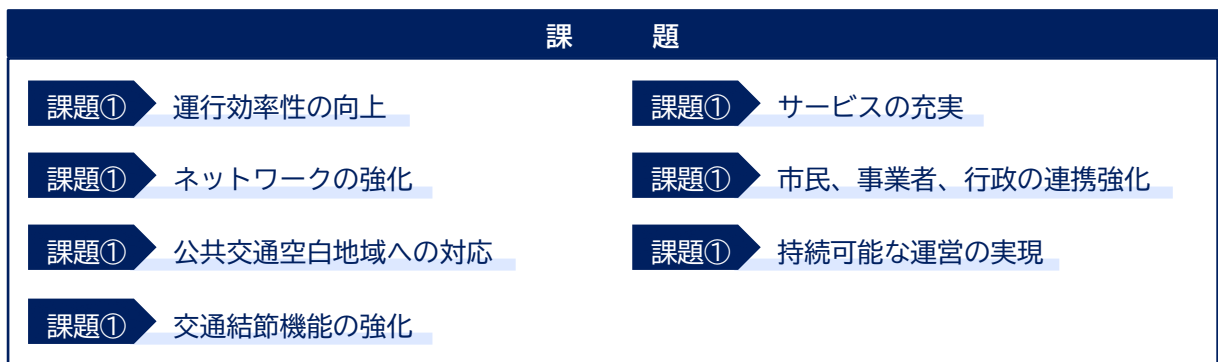 課　題
課題① 運行効率性の向上
課題① ネットワークの強化
課題① 公共交通空白地域への対応
課題① 交通結節機能の強化
課題① サービスの充実
課題① 市民、事業者、行政の連携強化
課題① 持続可能な運営の実現